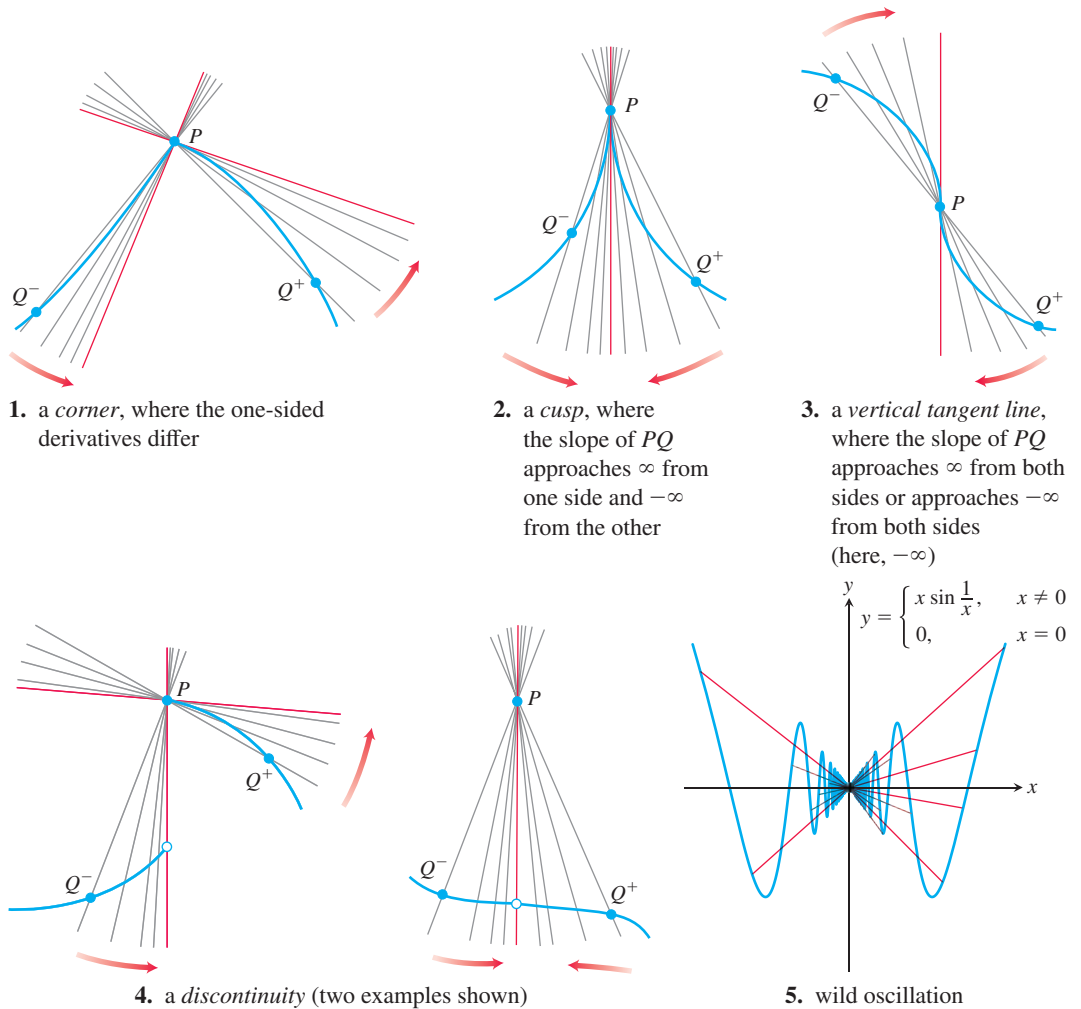 P
Q⁻
Q⁺
1. a corner, where the one-sided
derivatives differ
P
Q⁻
Q⁺
2. a cusp, where
the slope of PQ
approaches ∞ from
one side and −∞
from the other
Q⁻
P
Q⁺
3. a vertical tangent line,
where the slope of PQ
approaches ∞ from both
sides or approaches −∞
from both sides
(here, −∞)
P
Q⁺
Q⁻
P
Q⁻
Q⁺
4. a discontinuity (two examples shown)
y
y = { x sin 1/x, x ≠ 0
0, x = 0
x
5. wild oscillation